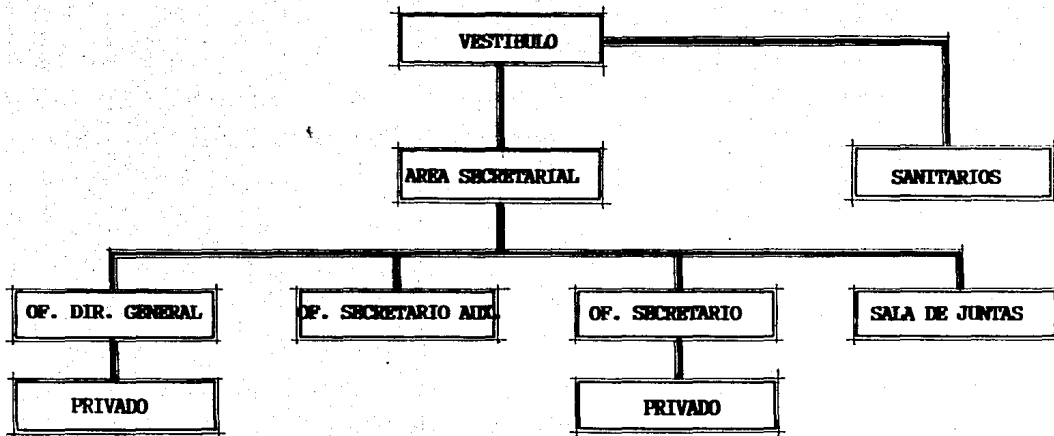 VESTIBULO
AREA SECRETARIAL
SANITARIOS
OF. DIR. GENERAL
OF. SECRETARIO AUX.
OF. SECRETARIO
SALA DE JUNTAS
PRIVADO
PRIVADO